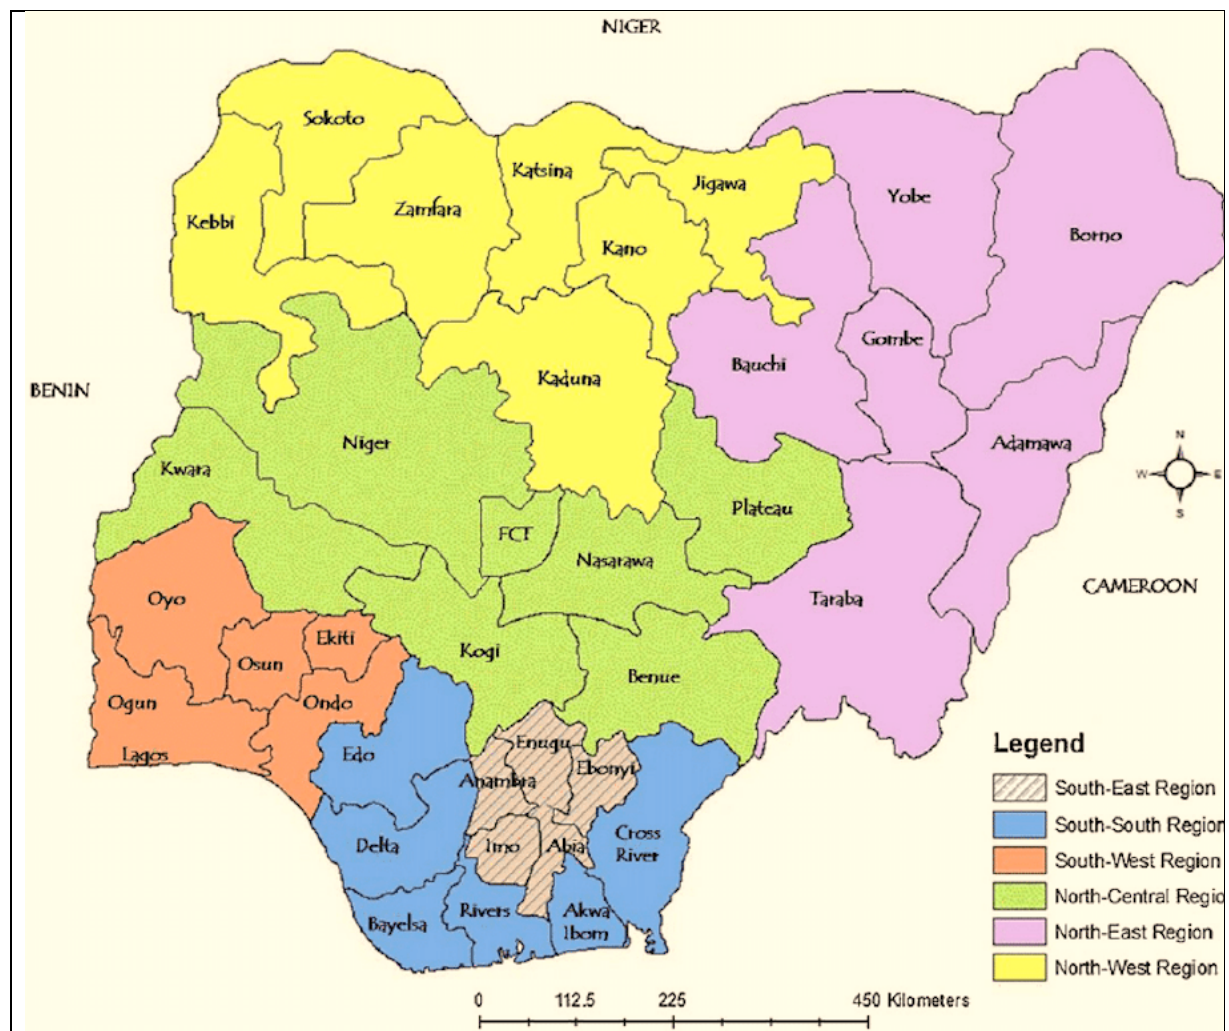 NIGER
Sokoto
Katsina
Jigawa
Yobe
Zamfara
Kebbi
Kano
Borno
Gombe
Bauchi
Kaduna
BENIN
Niger
Adamawa
N
W
E
S
Kwara
Plateau
FCT
Nasarawa
CAMEROON
Oyo
Taraba
Ekiti
Osun
Kogi
Benue
Ogun
Ondo
Lagos
Edo
Enugu
Ebonyi
Anambra
Delta
Imo
Abia
Cross
River
Bayelsa
Rivers
Akwa
Ibom
Legend
South-East Region
South-South Region
South-West Region
North-Central Regio
North-East Region
North-West Region
0 112.5 225 450 Kilometers